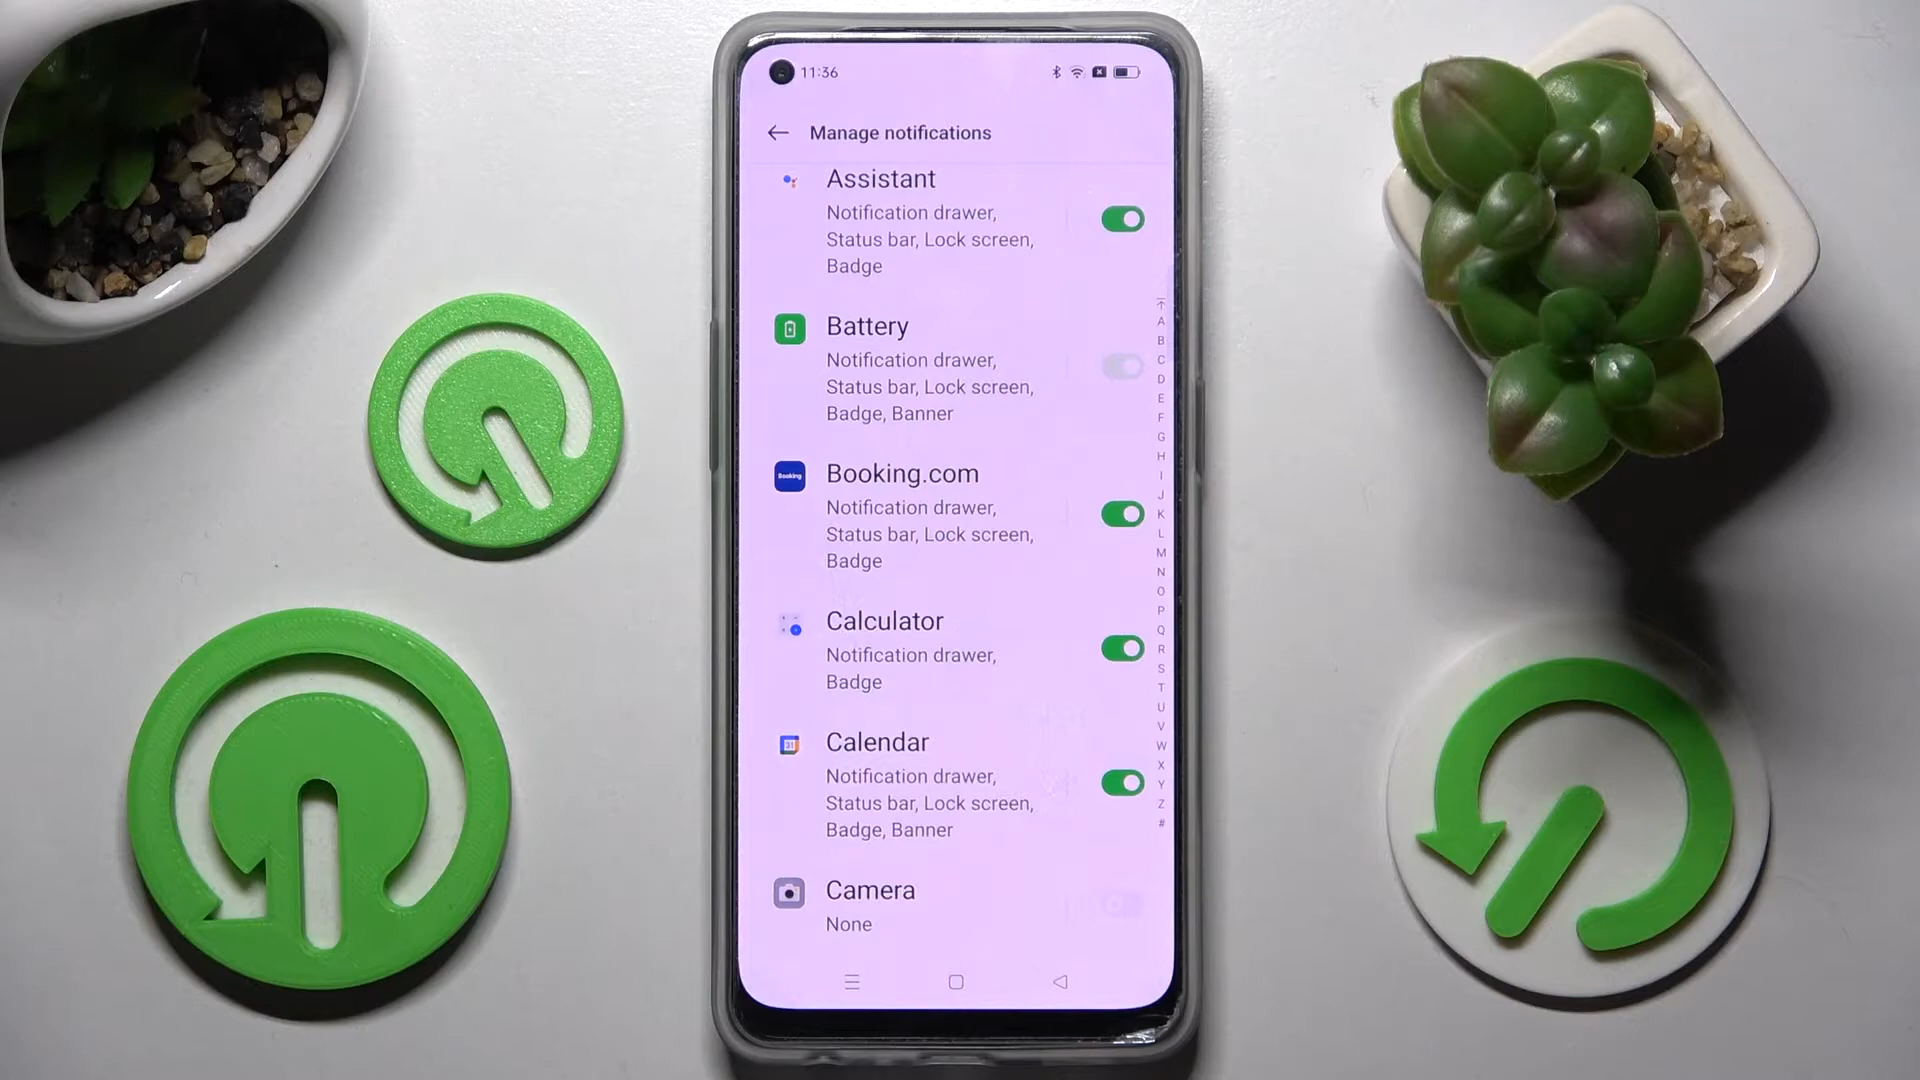 11:36
Manage notifications
Assistant
Notification drawer,
Status bar, Lock screen,
Badge
Battery
Notification drawer,
Status bar, Lock screen,
Badge, Banner
Booking
Booking.com
Notification drawer,
Status bar, Lock screen,
Badge
Calculator
Notification drawer,
Badge
31
Calendar
Notification drawer,
Status bar, Lock screen,
Badge, Banner
Camera
None
A
B
C
D
E
F
G
H
I
J
K
L
M
N
O
P
Q
R
S
T
U
V
W
X
Y
Z
#